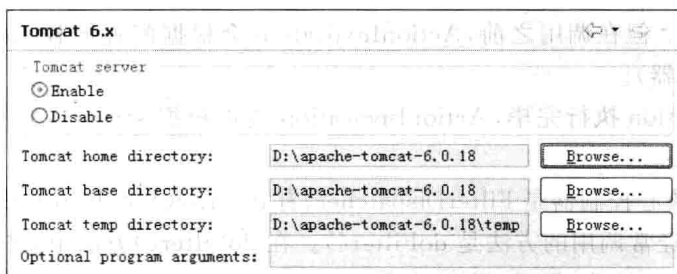 Tomcat 6.x
Tomcat server
Enable
Disable
Tomcat home directory: D:\apache-tomcat-6.0.18 Browse...
Tomcat base directory: D:\apache-tomcat-6.0.18 Browse...
Tomcat temp directory: D:\apache-tomcat-6.0.18\temp Browse...
Optional program arguments: